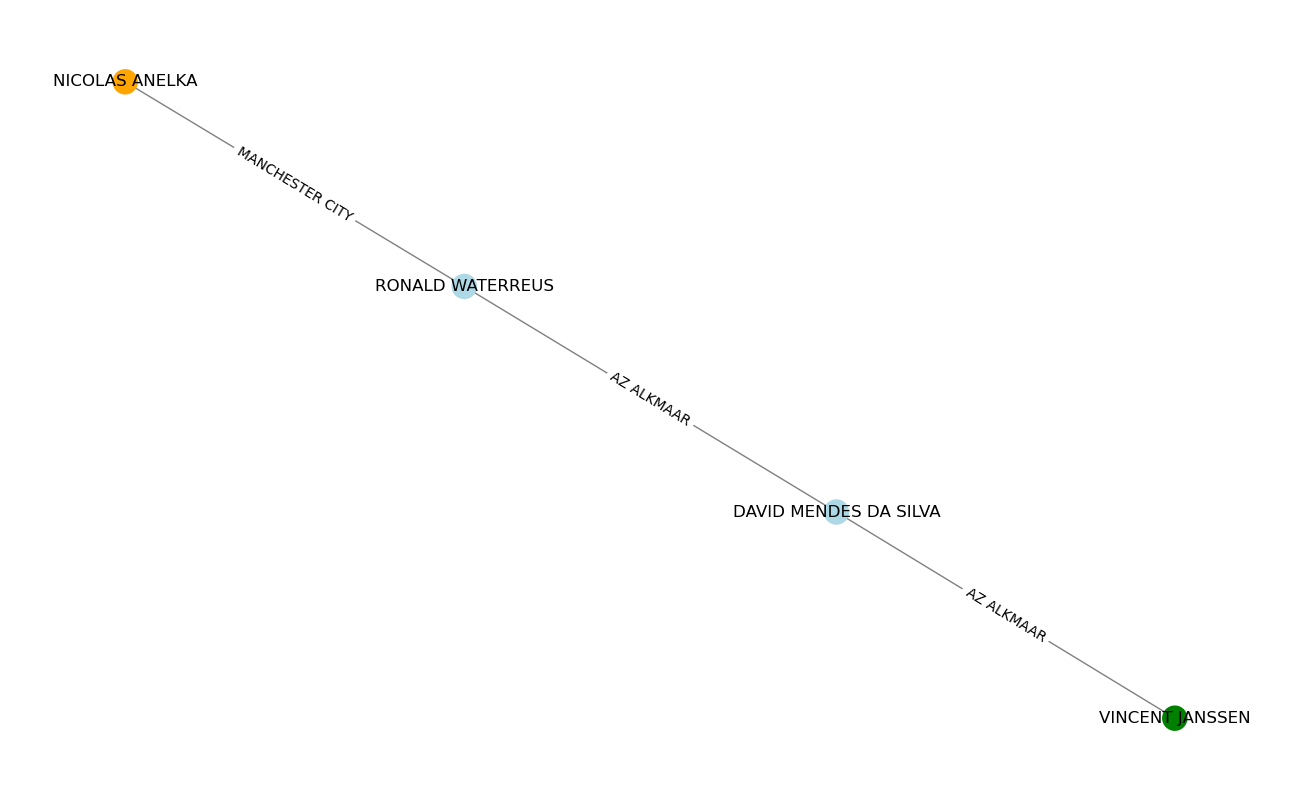 NICOLAS ANELKA
MANCHESTER CITY
RONALD WATERREUS
AZ ALKMAAR
DAVID MENDES DA SILVA
AZ ALKMAAR
VINCENT JANSSEN